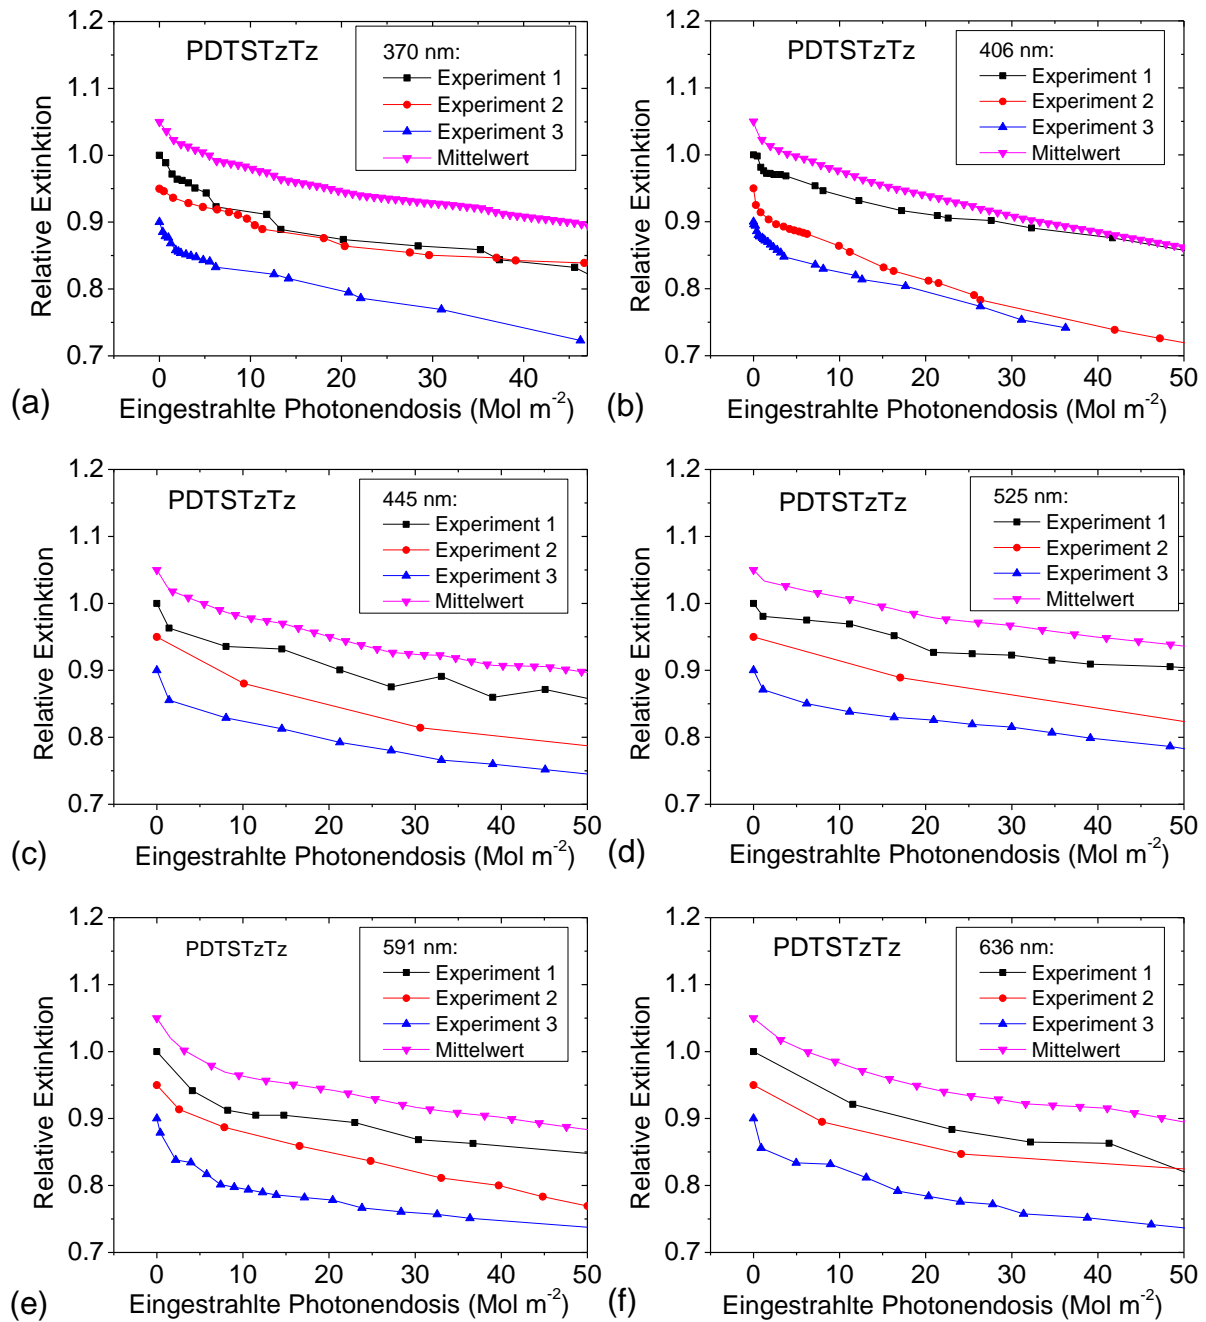 (a)
PDTSTzTz
370 nm:
Experiment 1
Experiment 2
Experiment 3
Mittelwert
Relative Extinktion
1.2
1.1
1.0
0.9
0.8
0.7
0 10 20 30 40
Eingestrahlte Photonendosis (Mol m⁻²)
(b)
PDTSTzTz
406 nm:
Experiment 1
Experiment 2
Experiment 3
Mittelwert
Relative Extinktion
1.2
1.1
1.0
0.9
0.8
0.7
0 10 20 30 40 50
Eingestrahlte Photonendosis (Mol m⁻²)
(c)
PDTSTzTz
445 nm:
Experiment 1
Experiment 2
Experiment 3
Mittelwert
Relative Extinktion
1.2
1.1
1.0
0.9
0.8
0.7
0 10 20 30 40 50
Eingestrahlte Photonendosis (Mol m⁻²)
(d)
PDTSTzTz
525 nm:
Experiment 1
Experiment 2
Experiment 3
Mittelwert
Relative Extinktion
1.2
1.1
1.0
0.9
0.8
0.7
0 10 20 30 40 50
Eingestrahlte Photonendosis (Mol m⁻²)
(e)
PDTSTzTz
591 nm:
Experiment 1
Experiment 2
Experiment 3
Mittelwert
Relative Extinktion
1.2
1.1
1.0
0.9
0.8
0.7
0 10 20 30 40 50
Eingestrahlte Photonendosis (Mol m⁻²)
(f)
PDTSTzTz
636 nm:
Experiment 1
Experiment 2
Experiment 3
Mittelwert
Relative Extinktion
1.2
1.1
1.0
0.9
0.8
0.7
0 10 20 30 40 50
Eingestrahlte Photonendosis (Mol m⁻²)